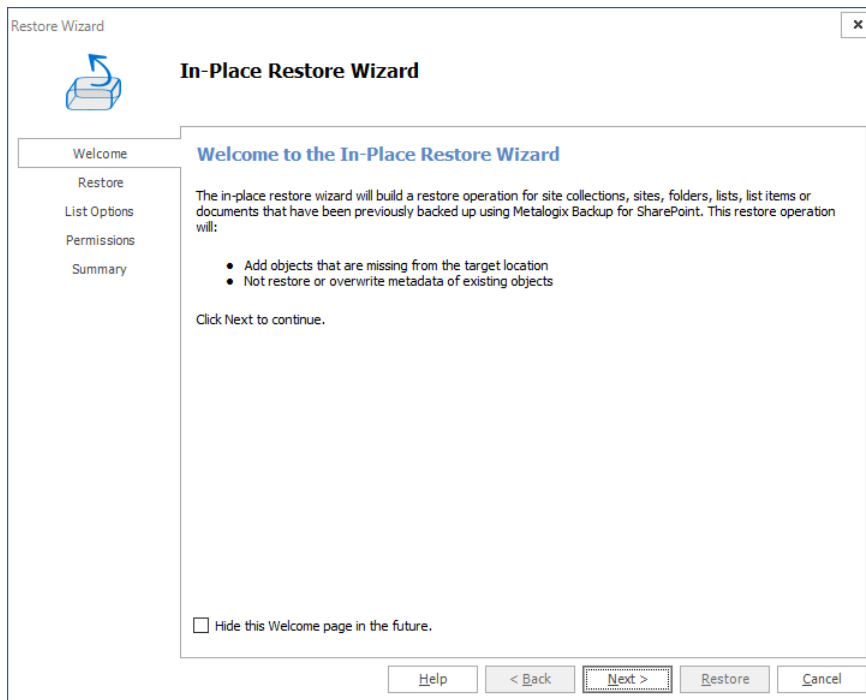 Restore Wizard
In-Place Restore Wizard
Welcome
Restore
List Options
Permissions
Summary
Welcome to the In-Place Restore Wizard
The in-place restore wizard will build a restore operation for site collections, sites, folders, lists, list items or
documents that have been previously backed up using Metalogix Backup for SharePoint. This restore operation
will:
• Add objects that are missing from the target location
• Not restore or overwrite metadata of existing objects
Click Next to continue.
Hide this Welcome page in the future.
Help
< Back
Next >
Restore
Cancel